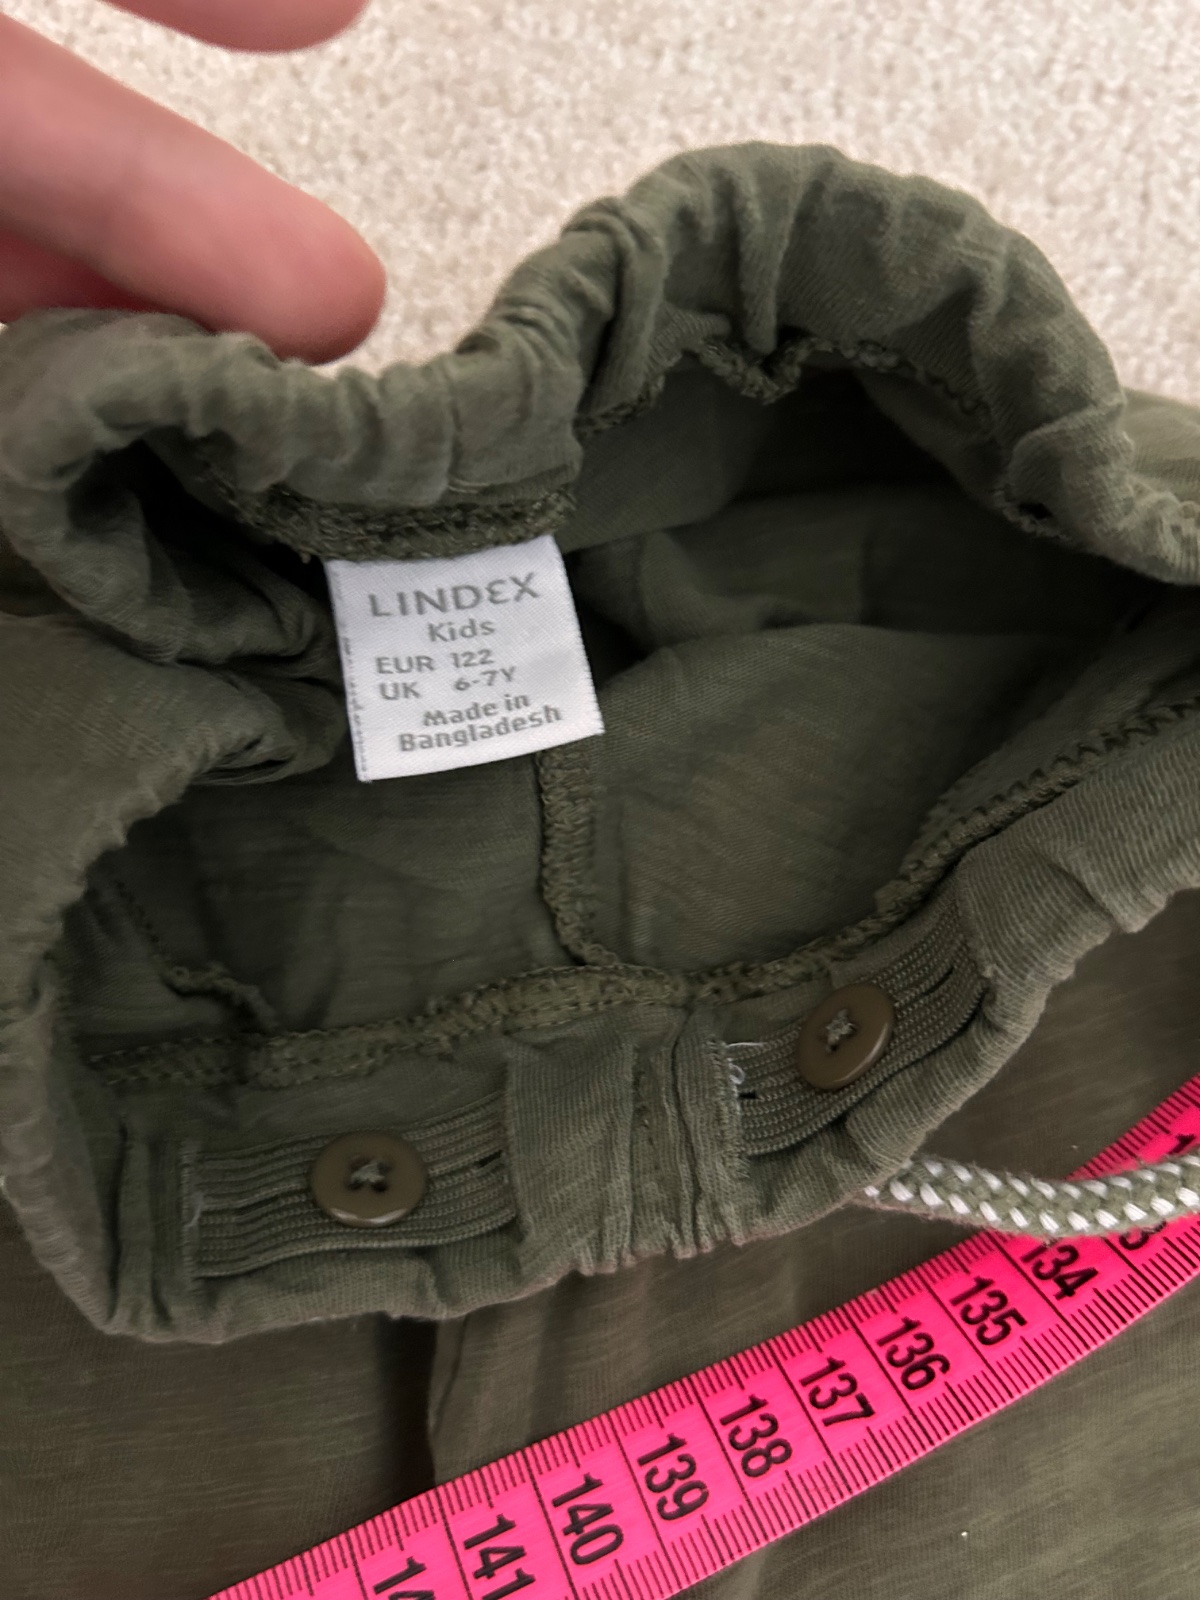 LINDEX
Kids
EUR 122
UK 6-7Y
Made in
Bangladesh
134
135
136
137
138
139
140
141